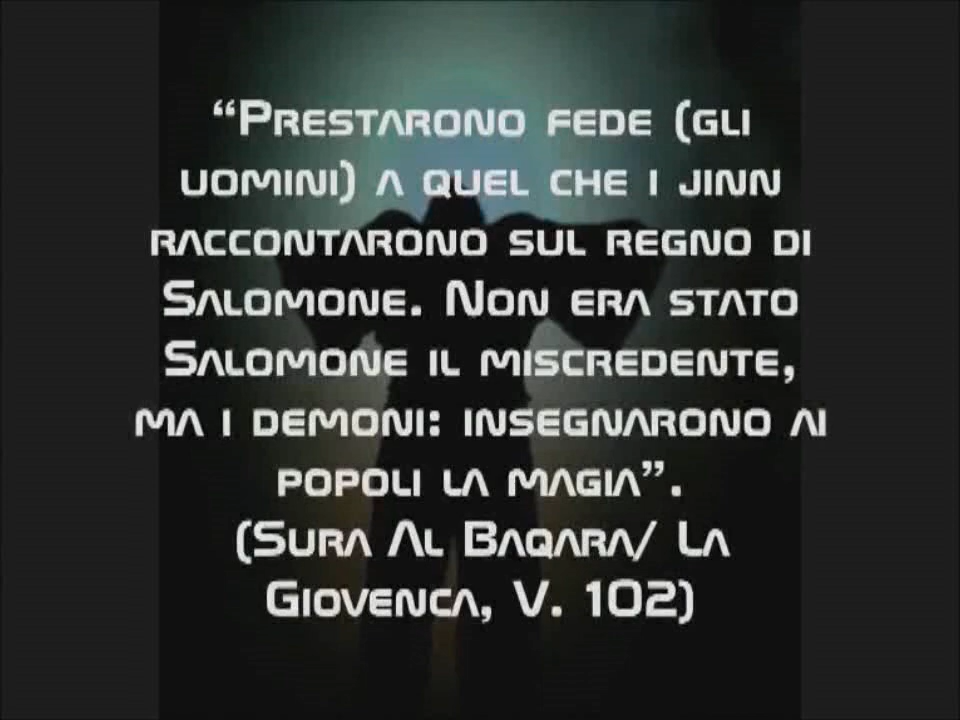 “Prestarono fede (gli
uomini) a quel che i jinn
raccontarono sul regno di
Salomone. Non era stato
Salomone il miscredente,
ma i demoni: insegnarono ai
popoli la magia”.
(Sura Al Baqara/ La
Giovenca, V. 102)